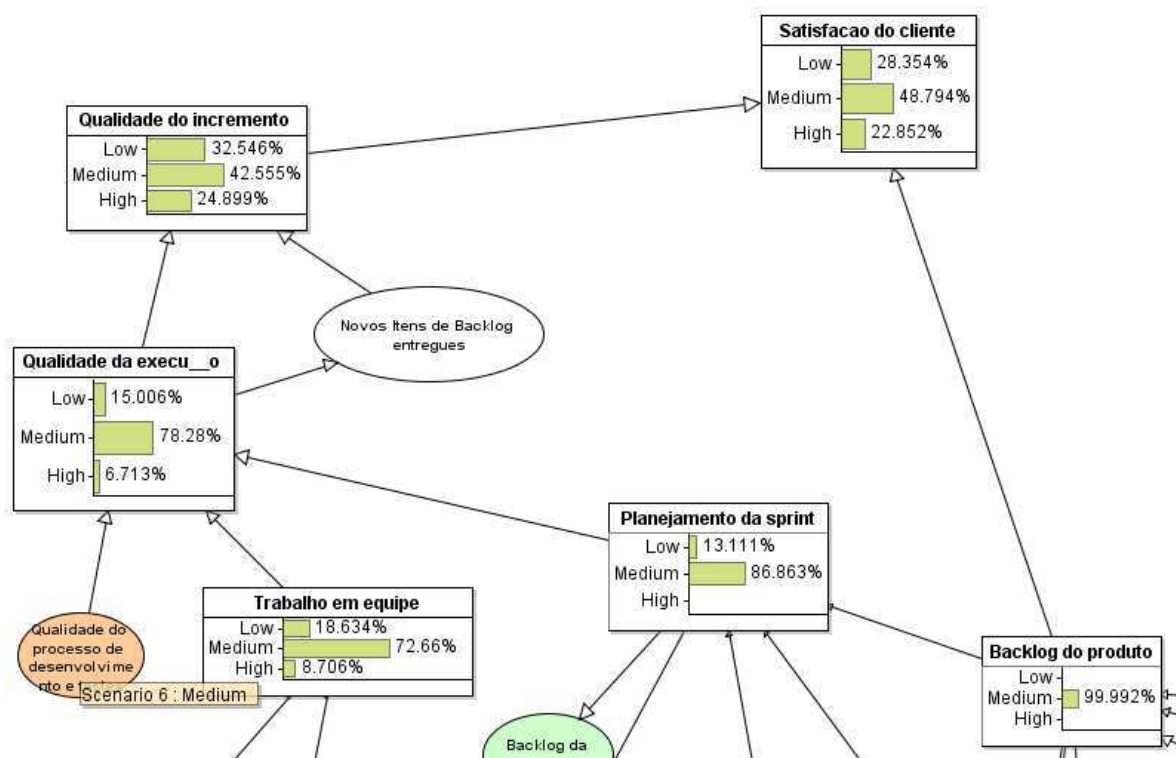 Satisfacao do cliente
Low 28.354%
Medium 48.794%
High 22.852%
Qualidade do incremento
Low 32.546%
Medium 42.555%
High 24.899%
Novos Itens de Backlog
entregues
Qualidade da execu__o
Low 15.006%
Medium 78.28%
High 6.713%
Planejamento da sprint
Low 13.111%
Medium 86.863%
High
Trabalho em equipe
Low 18.634%
Medium 72.66%
High 8.706%
Qualidade do
processo de
desenvolvime
nto e
Scenario 6 : Medium
Backlog do produto
Low
Medium 99.992%
High
Backlog da